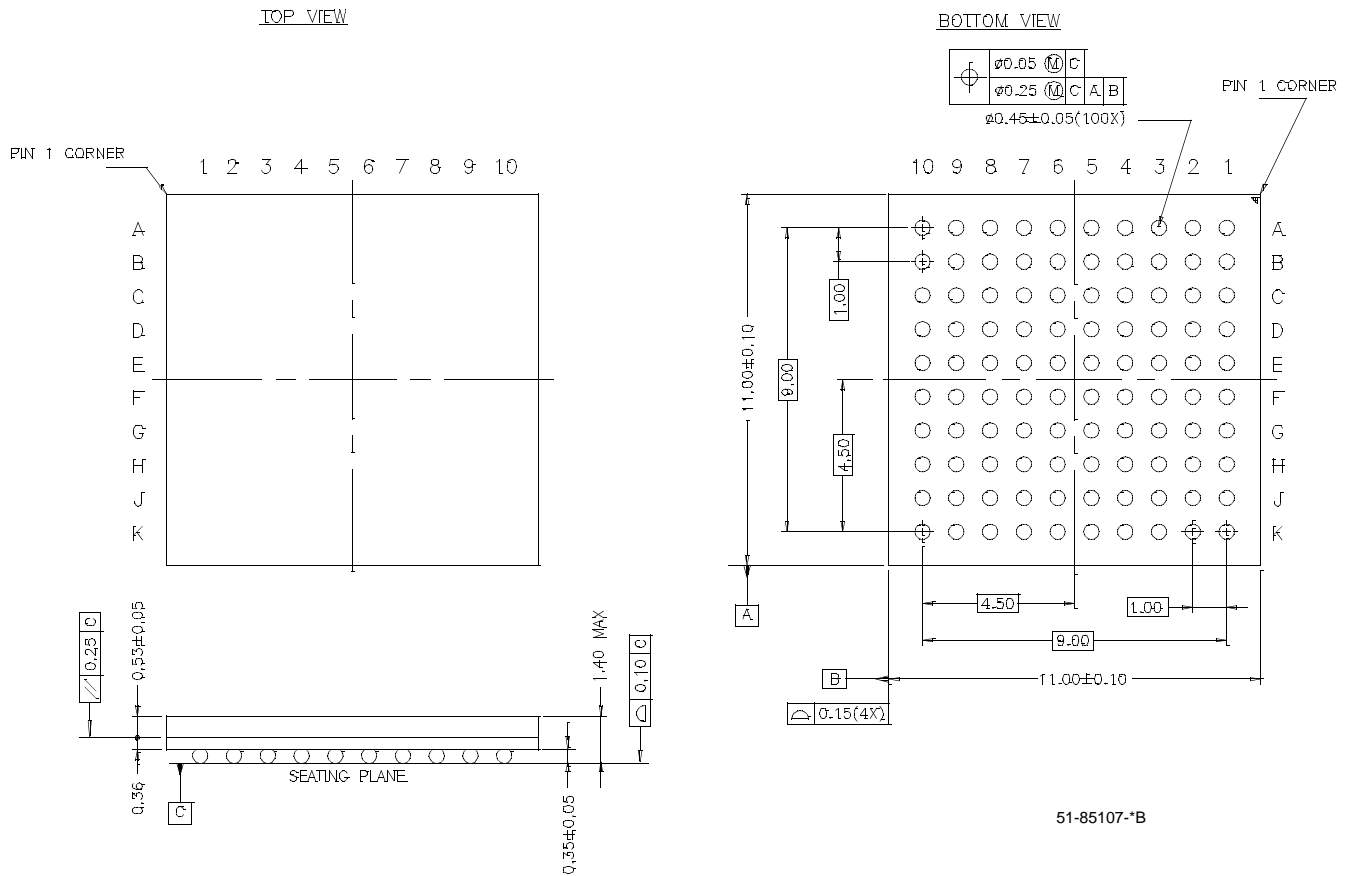 TOP VIEW
BOTTOM VIEW
ø0.05 Ⓜ C
ø0.25 Ⓜ C A B
ø0.45±0.05(100X)
PIN 1 CORNER
PIN 1 CORNER
1 2 3 4 5 6 7 8 9 10
10 9 8 7 6 5 4 3 2 1
A
B
C
D
E
F
G
H
J
K
11.00±0.10
9.00
1.00
4.50
A
B
C
D
E
F
G
H
J
K
A
4.50
1.00
9.00
B
11.00±0.10
0.15(4X)
// 0.25 C
0.53±0.05
0.36
C
SEATING PLANE
0.35±0.05
1.40 MAX
0.10 C
51-85107-*B